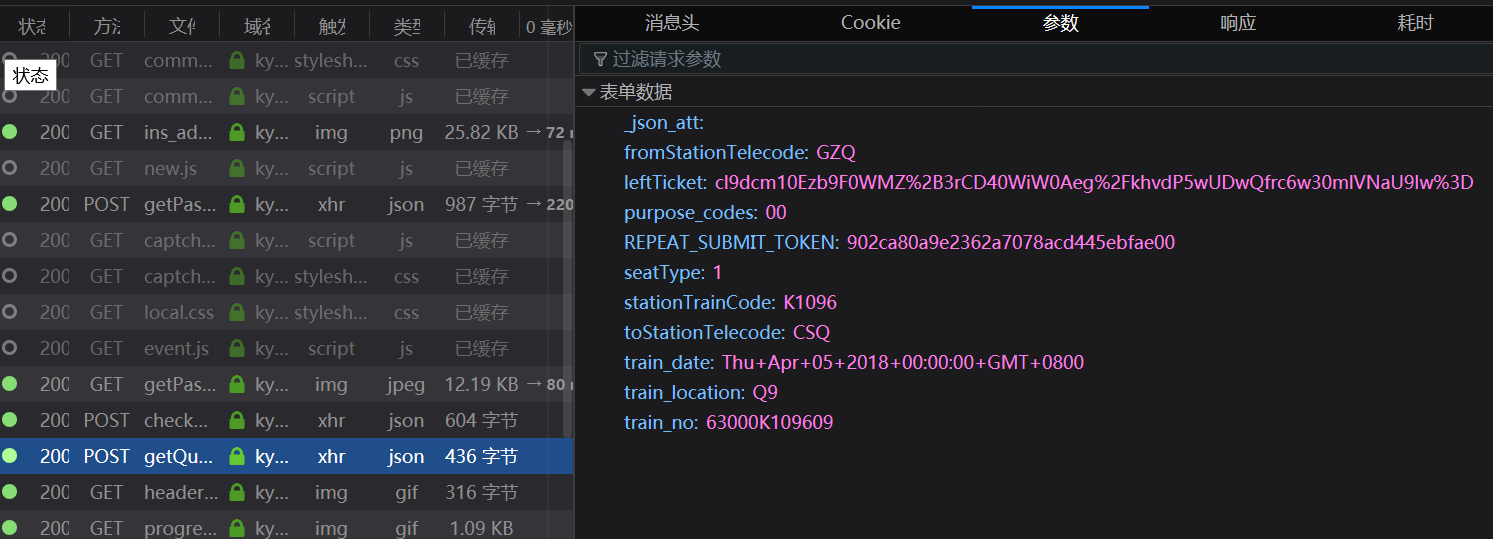 状态 方法 文件 域名 触发 类型 传输 0 毫秒
消息头 Cookie 参数 响应 耗时
200 GET comm... ky... stylesh... css 已缓存
状态
200 GET comm... ky... script js 已缓存
200 GET ins_ad... ky... img png 25.82 KB → 72
200 GET new.js ky... script js 已缓存
200 POST getPas... ky... xhr json 987 字节 → 220
200 GET captch... ky... script js 已缓存
200 GET captch... ky... stylesh... css 已缓存
200 GET local.css ky... stylesh... css 已缓存
200 GET event.js ky... script js 已缓存
200 GET getPas... ky... img jpeg 12.19 KB → 80
200 POST check... ky... xhr json 604 字节
200 POST getQu... ky... xhr json 436 字节
200 GET header... ky... img gif 316 字节
200 GET progre... ky... img gif 1.09 KB
过滤请求参数
表单数据
_json_att:
fromStationTelecode: GZQ
leftTicket: cl9dcm10Ezb9F0WMZ%2B3rCD40WiW0Aeg%2FkhvdP5wUDwQfrc6w30mlVNaU9lw%3D
purpose_codes: 00
REPEAT_SUBMIT_TOKEN: 902ca80a9e2362a7078acd445ebfae00
seatType: 1
stationTrainCode: K1096
toStationTelecode: CSQ
train_date: Thu+Apr+05+2018+00:00:00+GMT+0800
train_location: Q9
train_no: 63000K109609